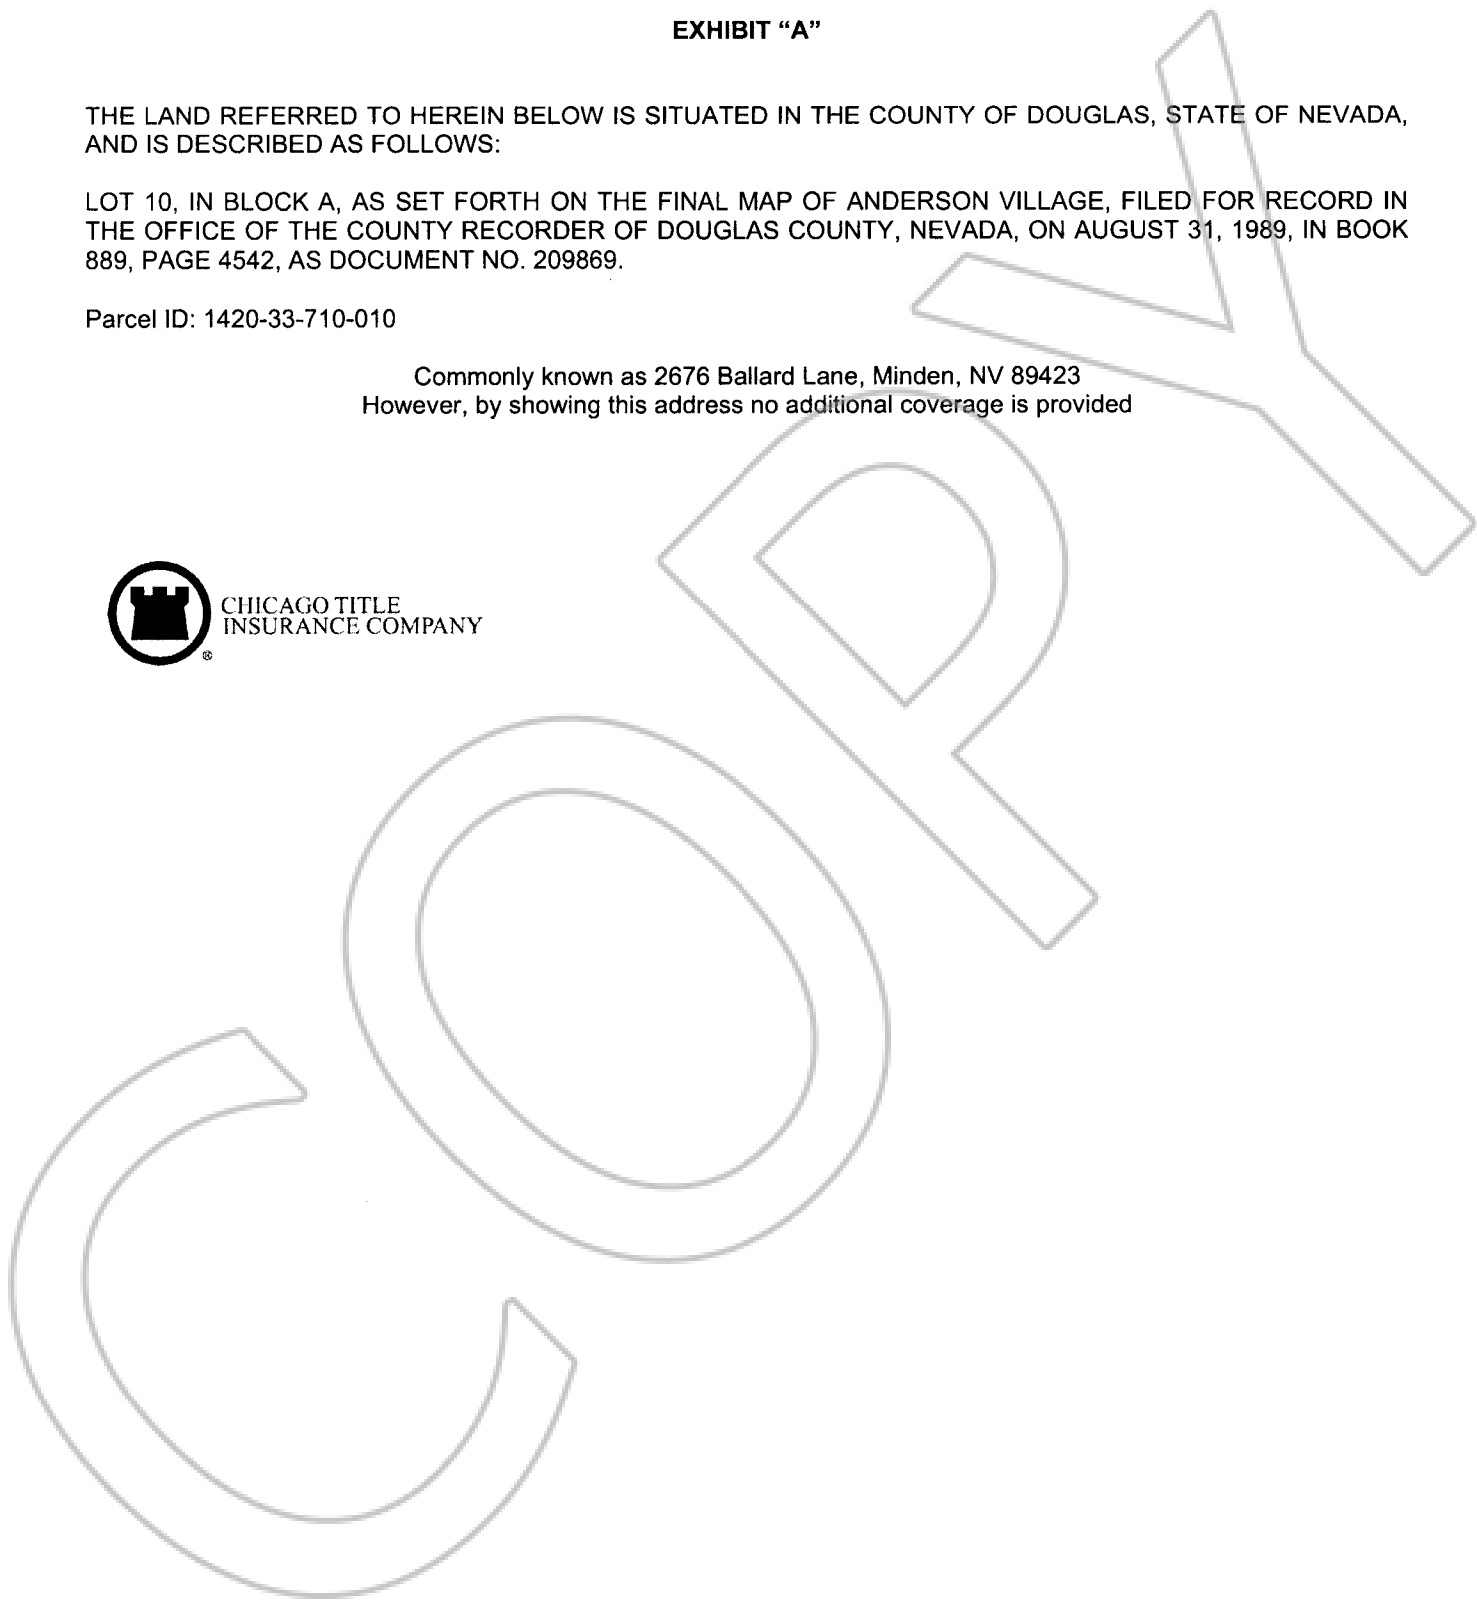 EXHIBIT “A”
THE LAND REFERRED TO HEREIN BELOW IS SITUATED IN THE COUNTY OF DOUGLAS, STATE OF NEVADA,
AND IS DESCRIBED AS FOLLOWS:
LOT 10, IN BLOCK A, AS SET FORTH ON THE FINAL MAP OF ANDERSON VILLAGE, FILED FOR RECORD IN
THE OFFICE OF THE COUNTY RECORDER OF DOUGLAS COUNTY, NEVADA, ON AUGUST 31, 1989, IN BOOK
889, PAGE 4542, AS DOCUMENT NO. 209869.
Parcel ID: 1420-33-710-010
Commonly known as 2676 Ballard Lane, Minden, NV 89423
However, by showing this address no additional coverage is provided
CHICAGO TITLE
INSURANCE COMPANY
®
COPY